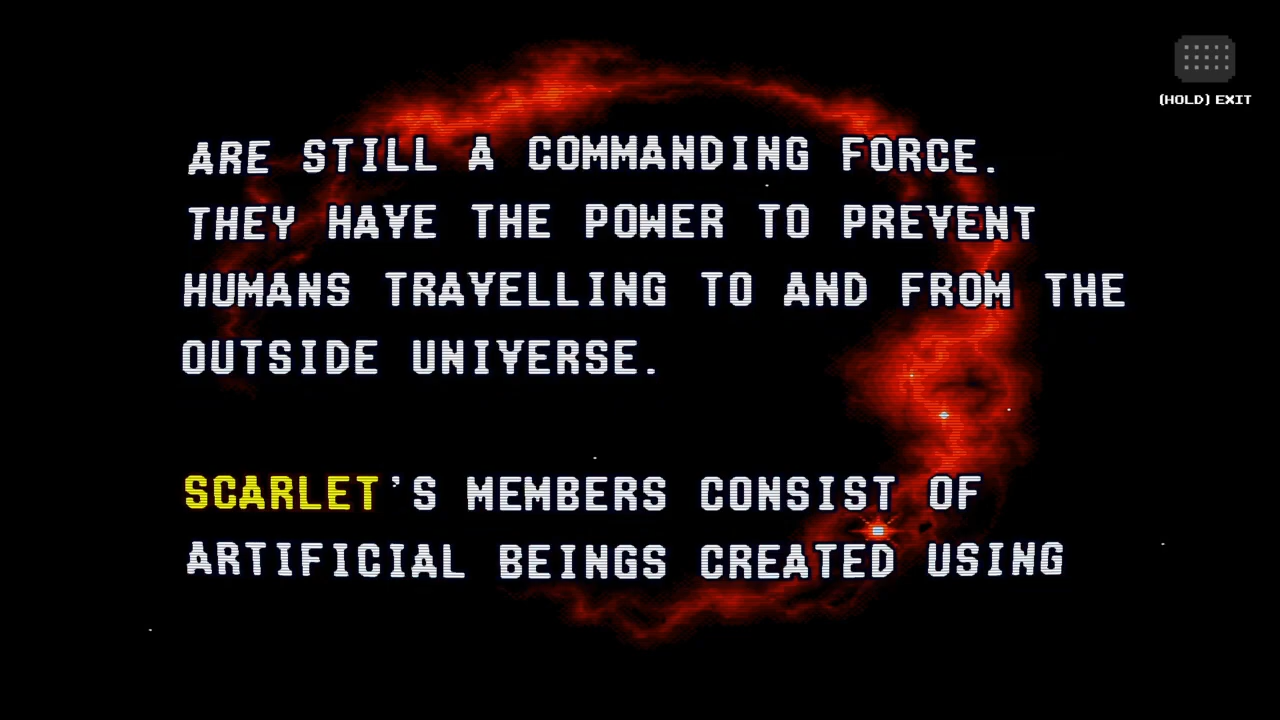 (HOLD) EXIT
ARE STILL A COMMANDING FORCE.
THEY HAVE THE POWER TO PREVENT
HUMANS TRAVELLING TO AND FROM THE
OUTSIDE UNIVERSE.
SCARLET'S MEMBERS CONSIST OF
ARTIFICIAL BEINGS CREATED USING